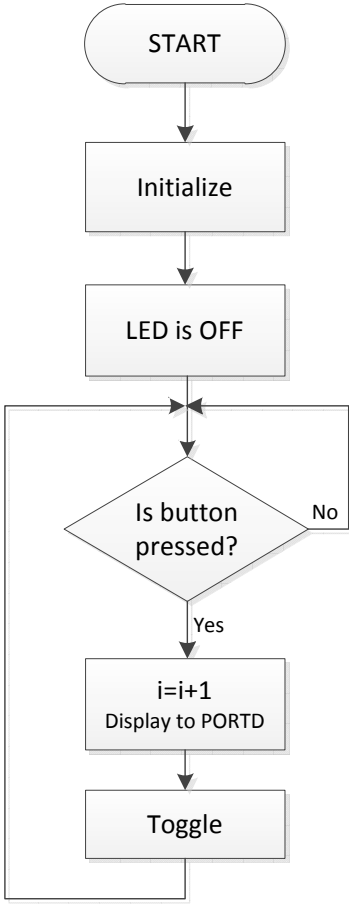 START
Initialize
LED is OFF
Is button
pressed?
No
Yes
i=i+1
Display to PORTD
Toggle